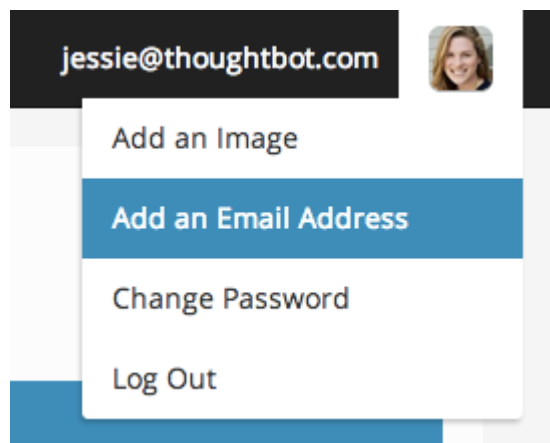 jessie@thoughtbot.com
Add an Image
Add an Email Address
Change Password
Log Out